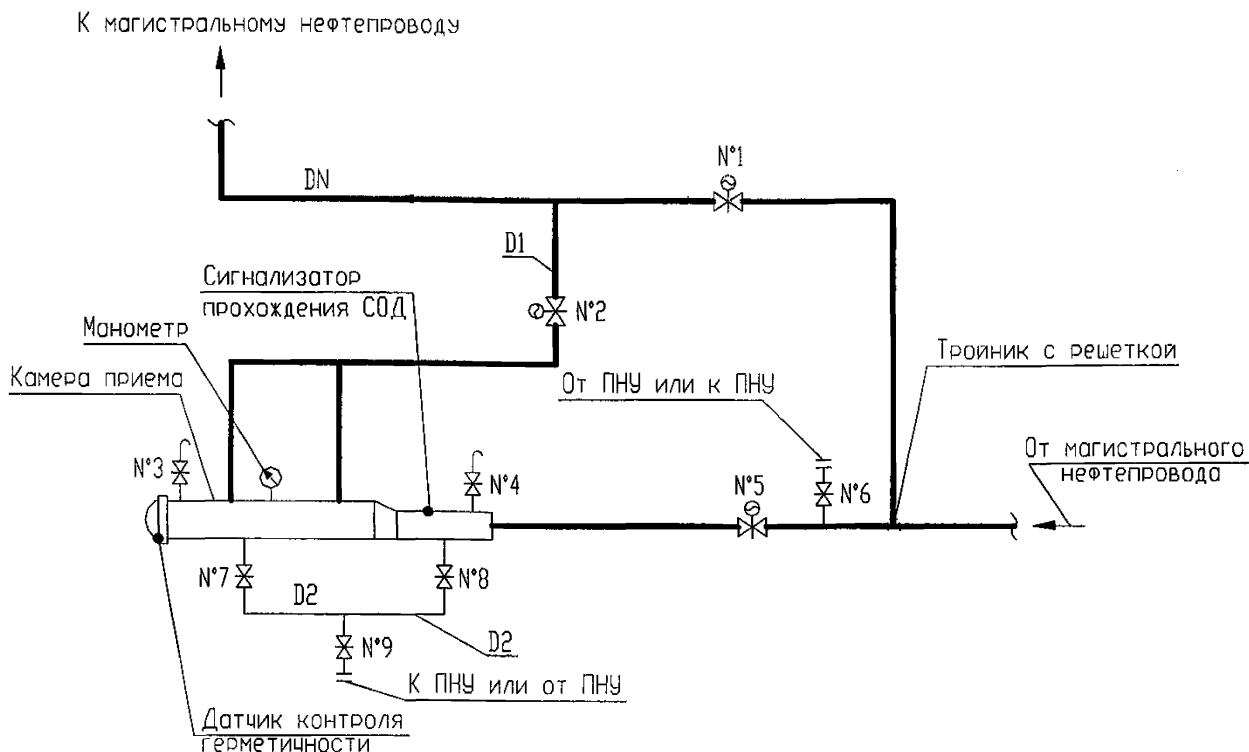 К магистральному нефтепроводу
N°1
DN
D1
Сигнализатор
прохождения СОД
N°2
Манометр
Тройник с решеткой
Камера приема
От ПНУ или к ПНУ
От магистрального
нефтепровода
N°3
N°4
N°5
N°6
N°7
N°8
D2
D2
N°9
К ПНУ или от ПНУ
Датчик контроля
герметичности